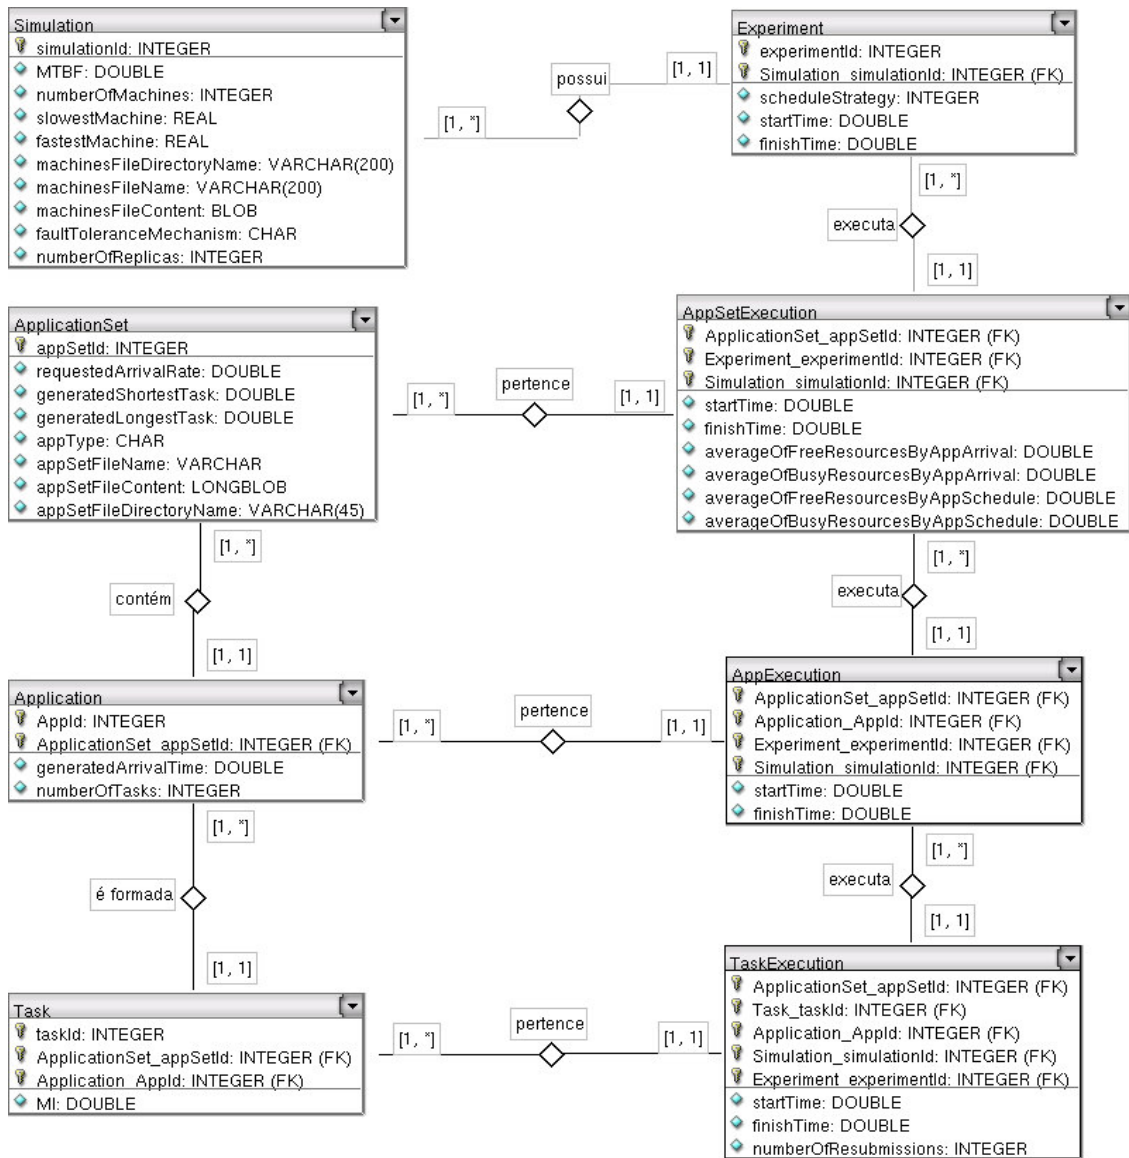 Simulation
simulationId: INTEGER
MTBF: DOUBLE
numberOfMachines: INTEGER
slowestMachine: REAL
fastestMachine: REAL
machinesFileDirectoryName: VARCHAR(200)
machinesFileName: VARCHAR(200)
machinesFileContent: BLOB
faultToleranceMechanism: CHAR
numberOfReplicas: INTEGER
[1, *]
possui
[1, 1]
Experiment
experimentId: INTEGER
Simulation_simulationId: INTEGER (FK)
scheduleStrategy: INTEGER
startTime: DOUBLE
finishTime: DOUBLE
[1, *]
executa
[1, 1]
ApplicationSet
appSetId: INTEGER
requestedArrivalRate: DOUBLE
generatedShortestTask: DOUBLE
generatedLongestTask: DOUBLE
appType: CHAR
appSetFileName: VARCHAR
appSetFileContent: LONGBLOB
appSetFileDirectoryName: VARCHAR(45)
[1, *]
pertence
[1, 1]
AppSetExecution
ApplicationSet_appSetId: INTEGER (FK)
Experiment_experimentId: INTEGER (FK)
Simulation_simulationId: INTEGER (FK)
startTime: DOUBLE
finishTime: DOUBLE
averageOfFreeResourcesByAppArrival: DOUBLE
averageOfBusyResourcesByAppArrival: DOUBLE
averageOfFreeResourcesByAppSchedule: DOUBLE
averageOfBusyResourcesByAppSchedule: DOUBLE
[1, *]
contém
[1, 1]
[1, *]
executa
[1, 1]
Application
AppId: INTEGER
ApplicationSet_appSetId: INTEGER (FK)
generatedArrivalTime: DOUBLE
numberOfTasks: INTEGER
[1, *]
pertence
[1, 1]
AppExecution
ApplicationSet_appSetId: INTEGER (FK)
Application_AppId: INTEGER (FK)
Experiment_experimentId: INTEGER (FK)
Simulation_simulationId: INTEGER (FK)
startTime: DOUBLE
finishTime: DOUBLE
[1, *]
é formada
[1, 1]
[1, *]
executa
[1, 1]
Task
taskId: INTEGER
ApplicationSet_appSetId: INTEGER (FK)
Application_AppId: INTEGER (FK)
MI: DOUBLE
[1, *]
pertence
[1, 1]
TaskExecution
ApplicationSet_appSetId: INTEGER (FK)
Task_taskId: INTEGER (FK)
Application_AppId: INTEGER (FK)
Simulation_simulationId: INTEGER (FK)
Experiment_experimentId: INTEGER (FK)
startTime: DOUBLE
finishTime: DOUBLE
numberOfResubmissions: INTEGER